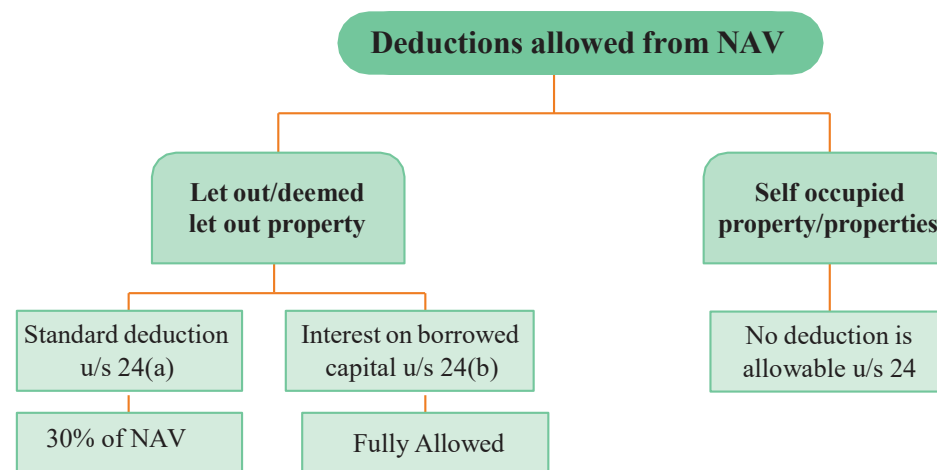 Deductions allowed from NAV
Let out/deemed
let out property
Self occupied
property/properties
Standard deduction
u/s 24(a)
Interest on borrowed
capital u/s 24(b)
No deduction is
allowable u/s 24
30% of NAV
Fully Allowed